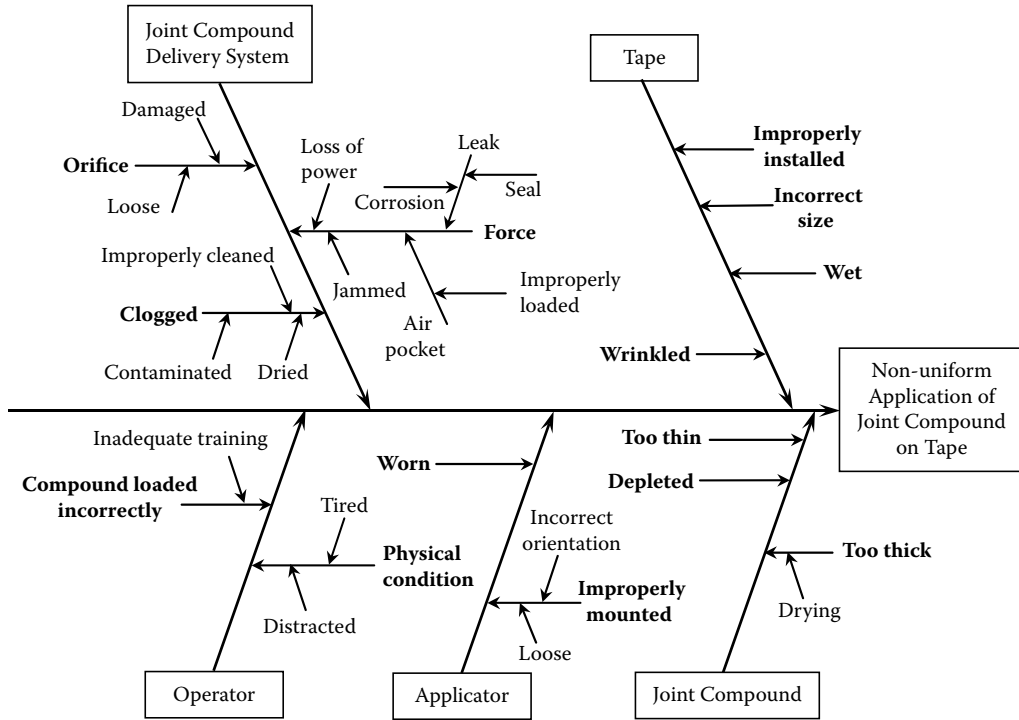 Joint Compound
Delivery System
Tape
Damaged
Orifice
Loose
Loss of
power
Leak
Corrosion
Seal
Force
Improperly cleaned
Jammed
Improperly
loaded
Clogged
Air
pocket
Contaminated
Dried
Improperly
installed
Incorrect
size
Wet
Wrinkled
Non-uniform
Application of
Joint Compound
on Tape
Inadequate training
Compound loaded
incorrectly
Tired
Physical
condition
Distracted
Operator
Worn
Incorrect
orientation
Improperly
mounted
Loose
Applicator
Too thin
Depleted
Too thick
Drying
Joint Compound